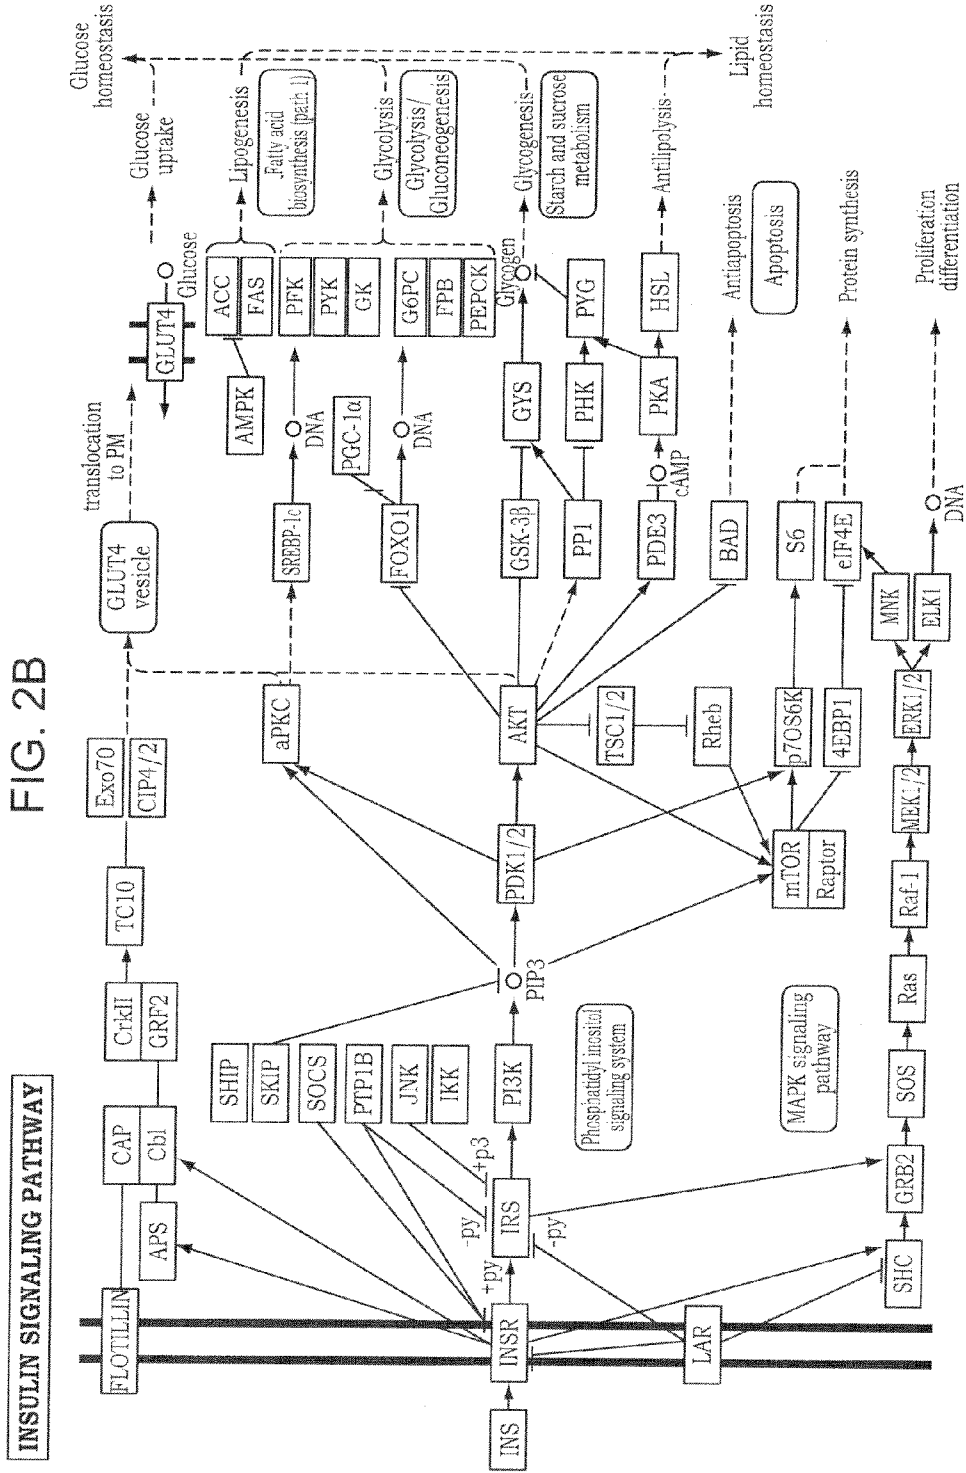 FIG. 2B
INSULIN SIGNALING PATHWAY
FLOTILLIN
CAP
Cbl
APS
CrkII
GRF2
TC10
Exo70
CIP4/2
GLUT4
vesicle
translocation
to PM
GLUT4
Glucose
Glucose
uptake
Glucose
homeostasis
SHIP
SKIP
SOCS
PTP1B
JNK
IKK
aPKC
SREBP-1c
DNA
AMPK
ACC
FAS
PFK
PYK
GK
Lipogenesis
Fatty acid
biosynthesis (path 1)
PGC-1α
FOXO1
DNA
G6PC
FPB
PEPCK
Glycolysis
Glycolysis/
Gluconeogenesis
INS
INSR
+py
-py
+p3
IRS
-py
PI3K
PIP3
PDK1/2
AKT
GSK-3β
GYS
Glycogen
Glycogenesis
Starch and sucrose
metabolism
PP1
PHK
PYG
PDE3
cAMP
PKA
HSL
Antilipolysis
Lipid
homeostasis
Phosphatidyl inositol
signaling system
TSC1/2
Rheb
BAD
Antiapoptosis
Apoptosis
LAR
mTOR
Raptor
p7OS6K
4EBP1
S6
eIF4E
Protein synthesis
MAPK signaling
pathway
SHC
GRB2
SOS
Ras
Raf-1
MEK1/2
ERK1/2
MNK
ELK1
DNA
Proliferation
differentiation